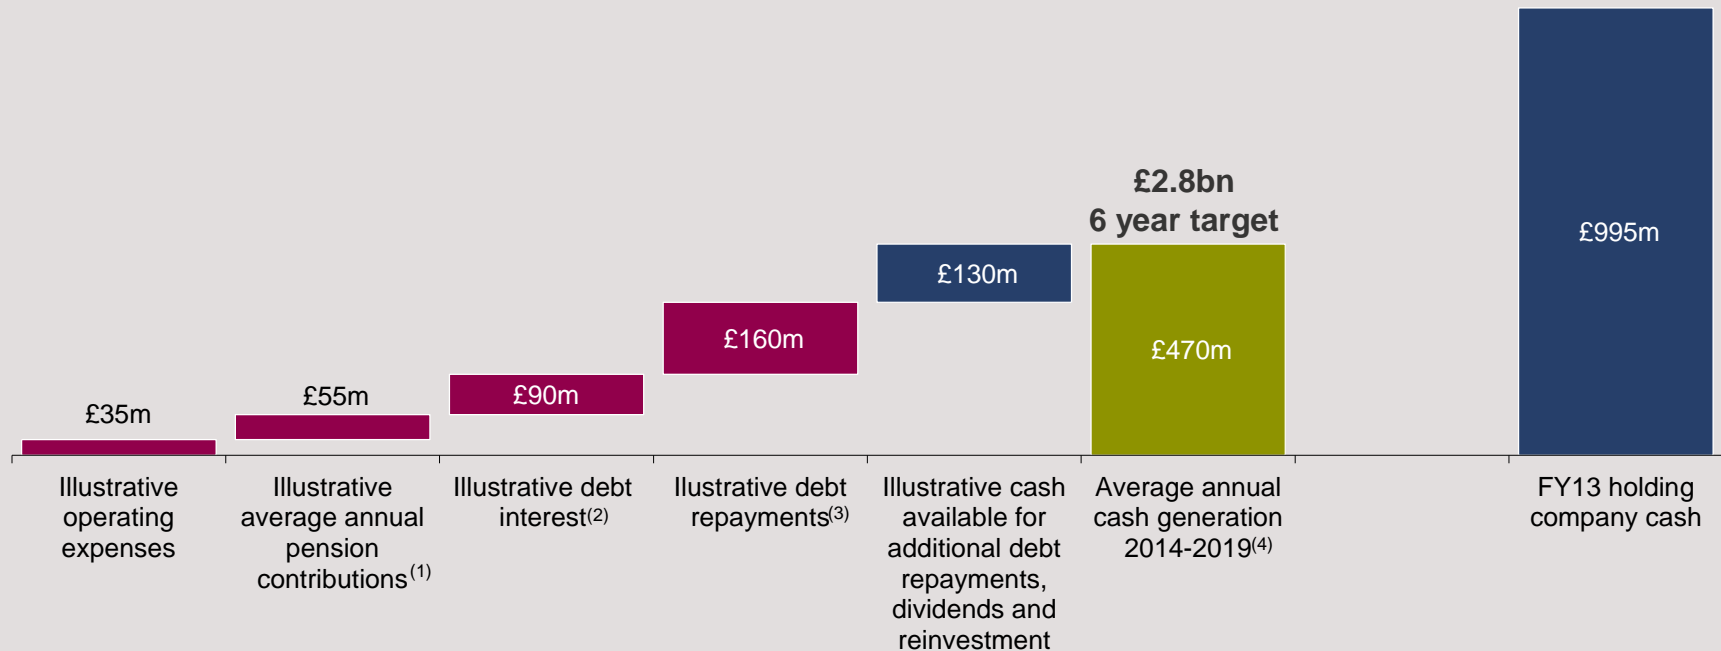 £2.8bn
6 year target
£35m
£55m
£90m
£160m
£130m
£470m
£995m
Illustrative
operating
expenses
Illustrative
average annual
pension
contributions(1)
Illustrative debt
interest(2)
Ilustrative debt
repayments(3)
Illustrative cash
available for
additional debt
repayments,
dividends and
reinvestment
Average annual
cash generation
2014-2019(4)
FY13 holding
company cash